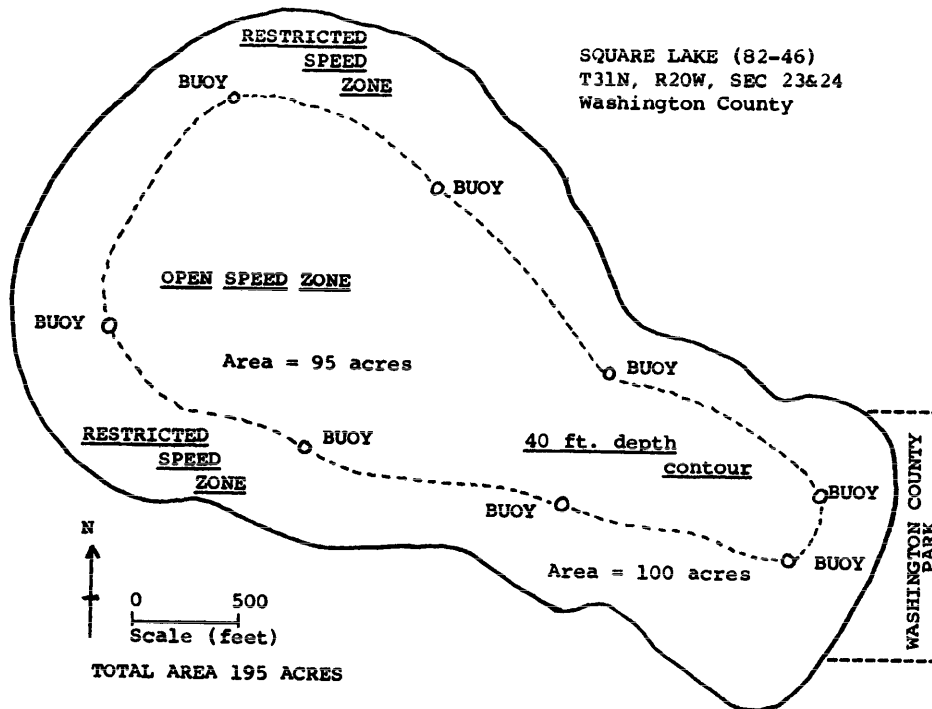 RESTRICTED
SPEED
ZONE
SQUARE LAKE (82-46)
T31N, R20W, SEC 23&24
Washington County
BUOY
BUOY
OPEN SPEED ZONE
BUOY
Area = 95 acres
BUOY
RESTRICTED
SPEED
ZONE
BUOY
40 ft. depth
contour
BUOY
BUOY
BUOY
Area = 100 acres
WASHINGTON COUNTY
PARK
N
0 500
Scale (feet)
TOTAL AREA 195 ACRES